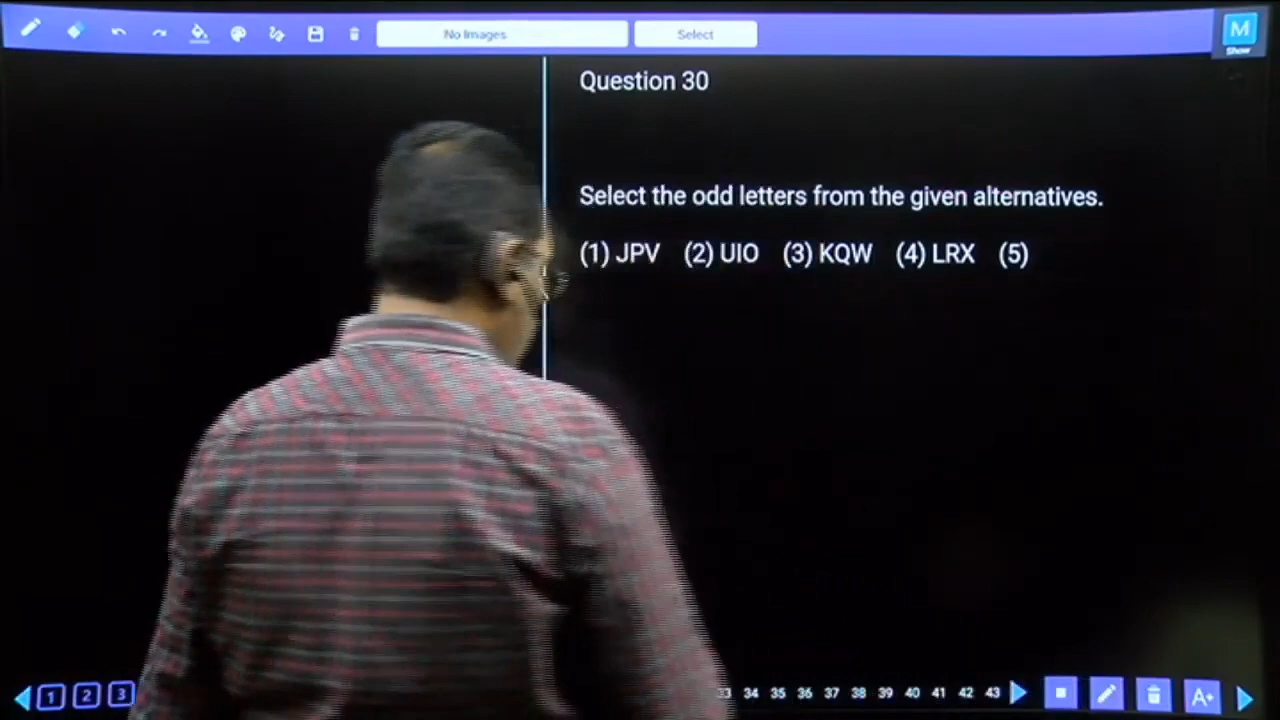 No Images Select
M
Show
Question 30
Select the odd letters from the given alternatives.
(1) JPV (2) UIO (3) KQW (4) LRX (5)
1 2 3 33 34 35 36 37 38 39 40 41 42 43 A+